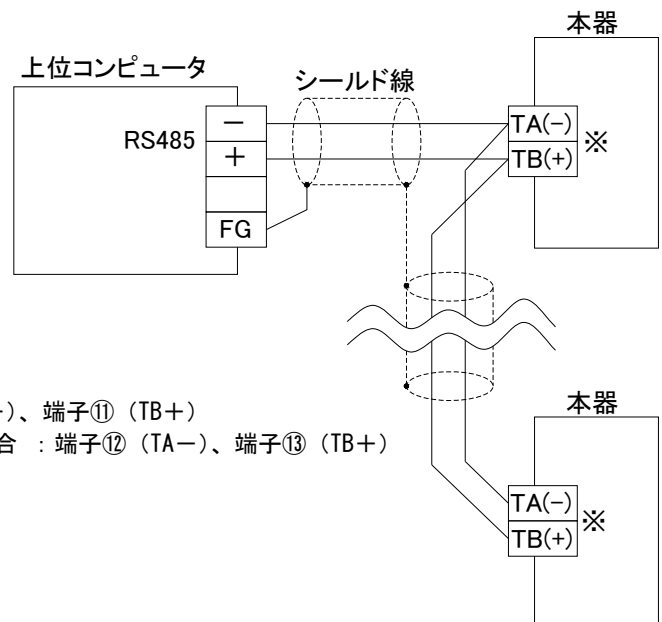 本器
上位コンピュータ
シールド線
RS485
－
＋
FG
TA(−)
TB(+)
※
)、端子⑪（TB＋）
合 ：端子⑫（TA－）、端子⑬（TB＋）
本器
TA(−)
TB(+)
※